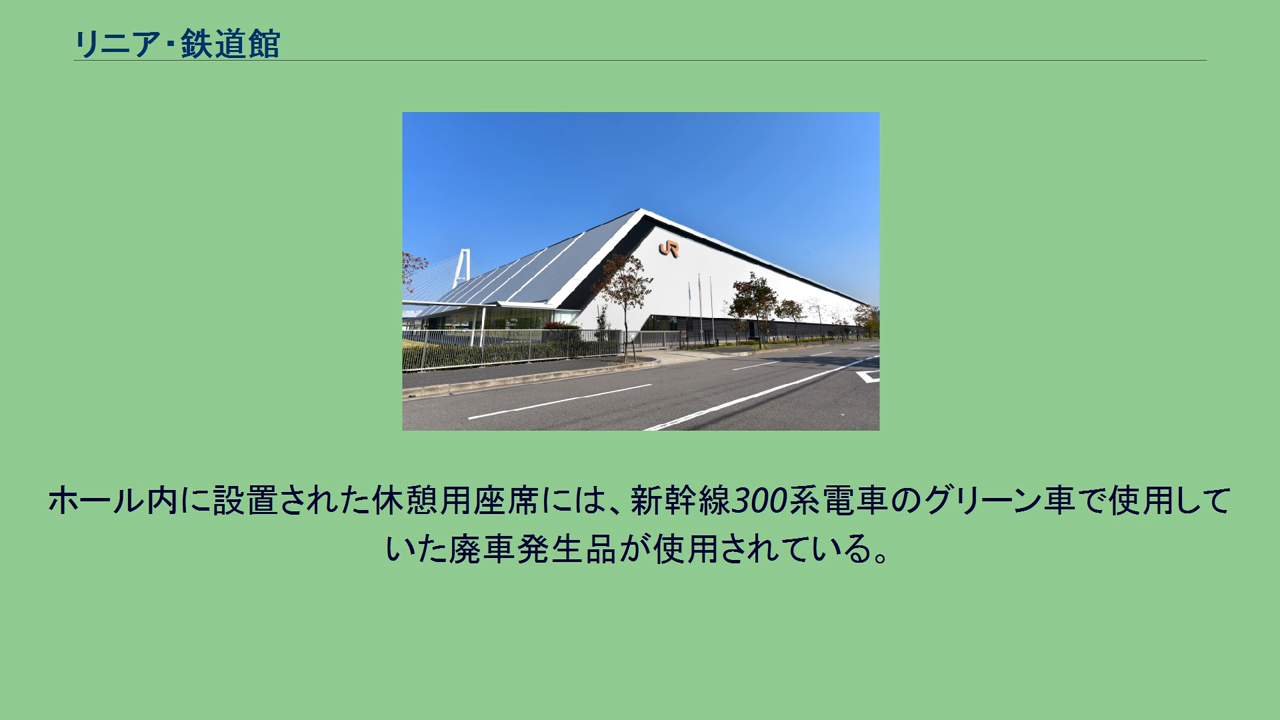 リニア・鉄道館
JR
ホール内に設置された休憩用座席には、新幹線300系電車のグリーン車で使用して
いた廃車発生品が使用されている。